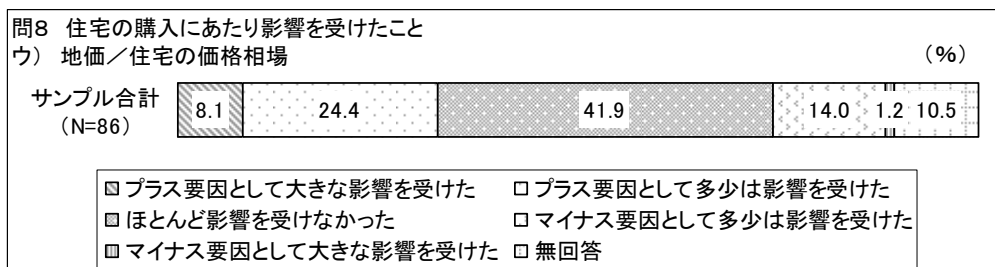 問8 住宅の購入にあたり影響を受けたこと
ウ） 地価／住宅の価格相場 （％）
サンプル合計 8.1 24.4 41.9 14.0 1.2 10.5
（N=86）
プラス要因として大きな影響を受けた プラス要因として多少は影響を受けた
ほとんど影響を受けなかった マイナス要因として多少は影響を受けた
マイナス要因として大きな影響を受けた 無回答